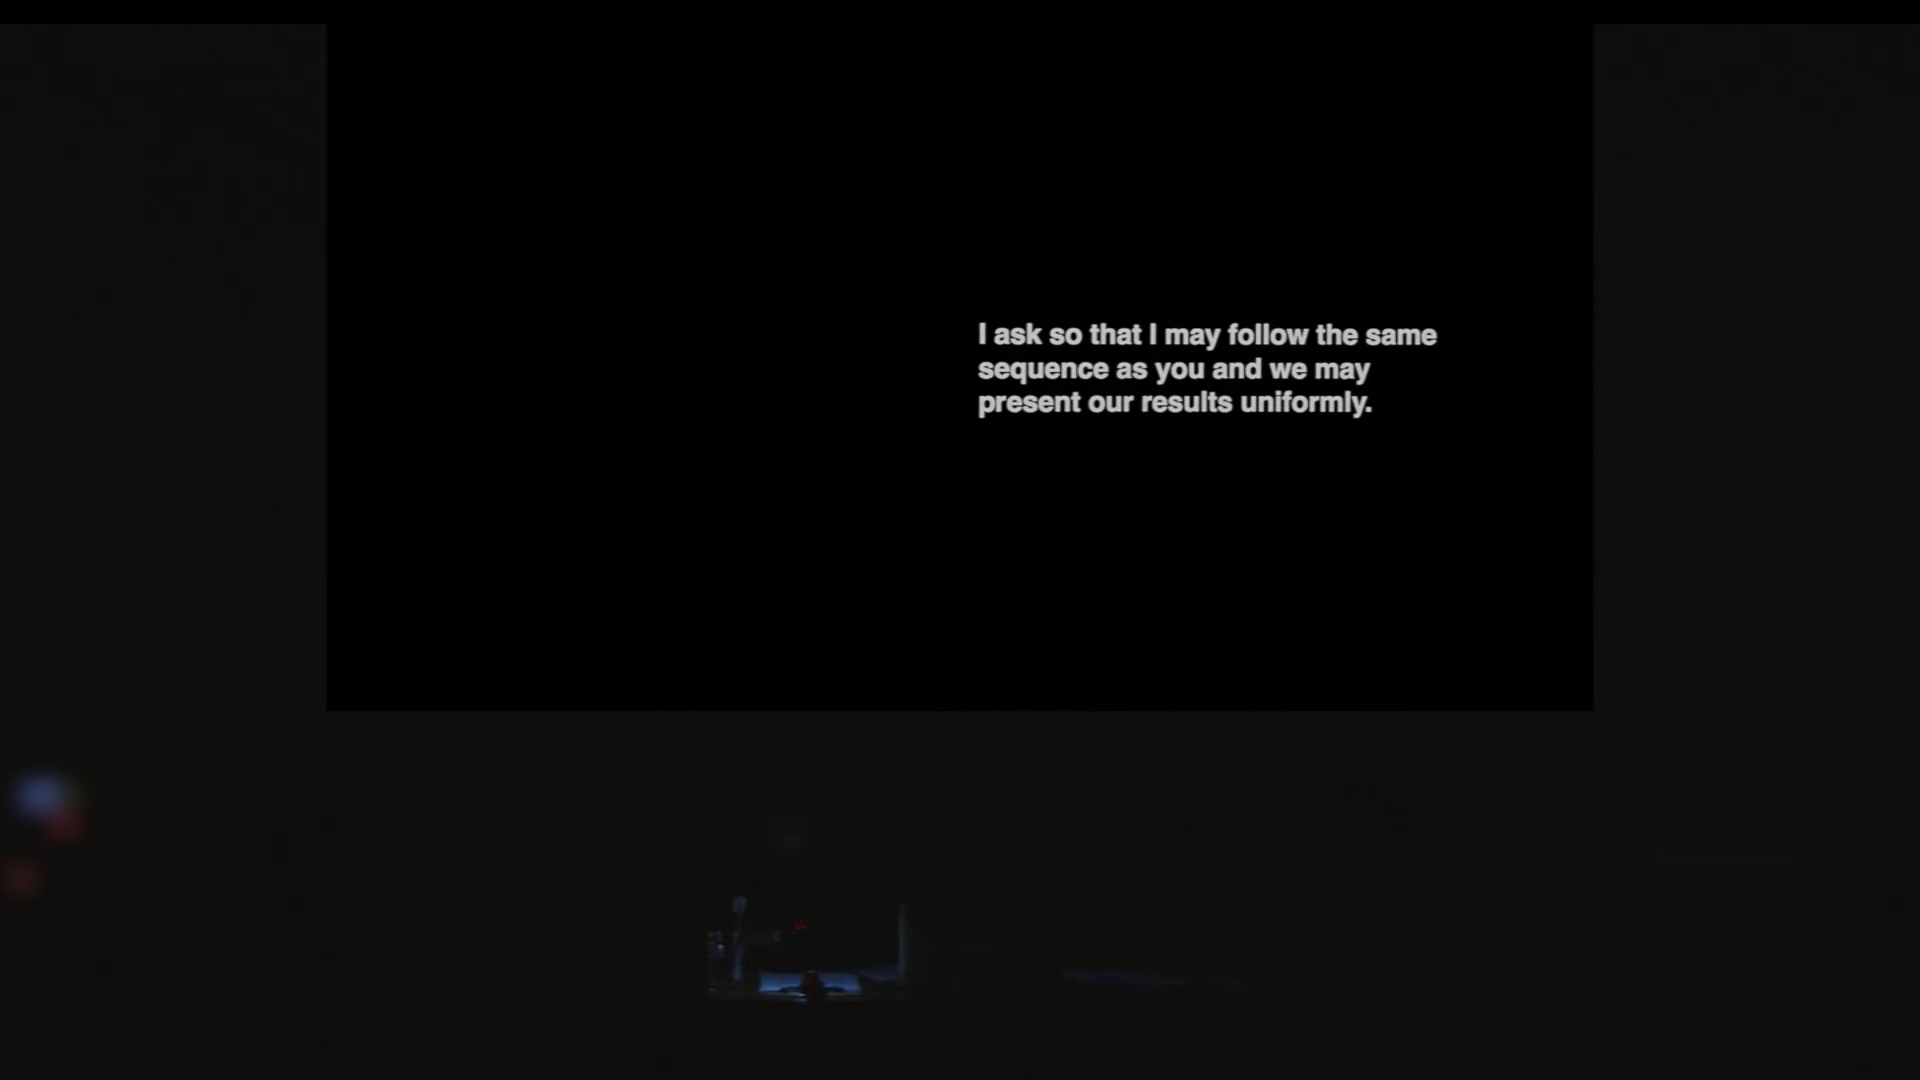 I ask so that I may follow the same
sequence as you and we may
present our results uniformly.